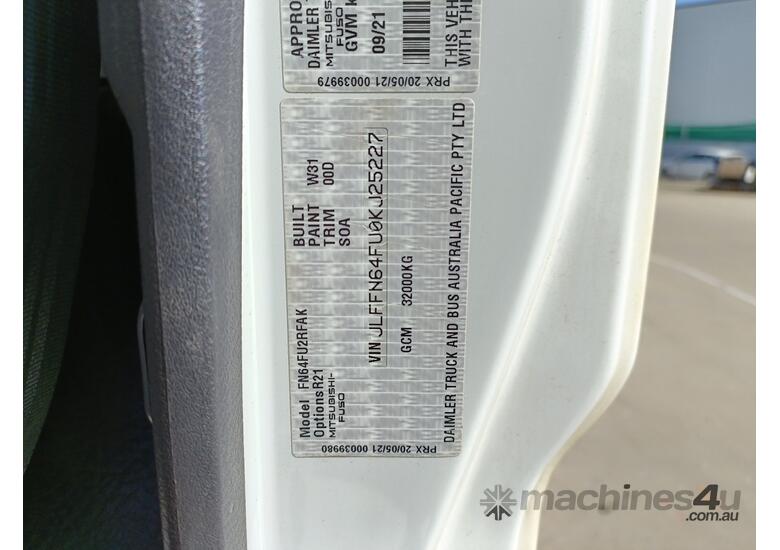 APPRO
DAIMLER
MITSUBISHI-
FUSO
GVM k
09/21
THIS VEH
WITH THE
PRX 20/05/21 00039979
Model FN64FU2RFAK
Options R21
MITSUBISHI-
FUSO
BUILT
PAINT W31
TRIM 00D
SOA
VIN JLFFN64FU0KJ25227
GCM 32000KG
DAIMLER TRUCK AND BUS AUSTRALIA PACIFIC PTY LTD
PRX 20/05/21 00039980
machines4u
.com.au